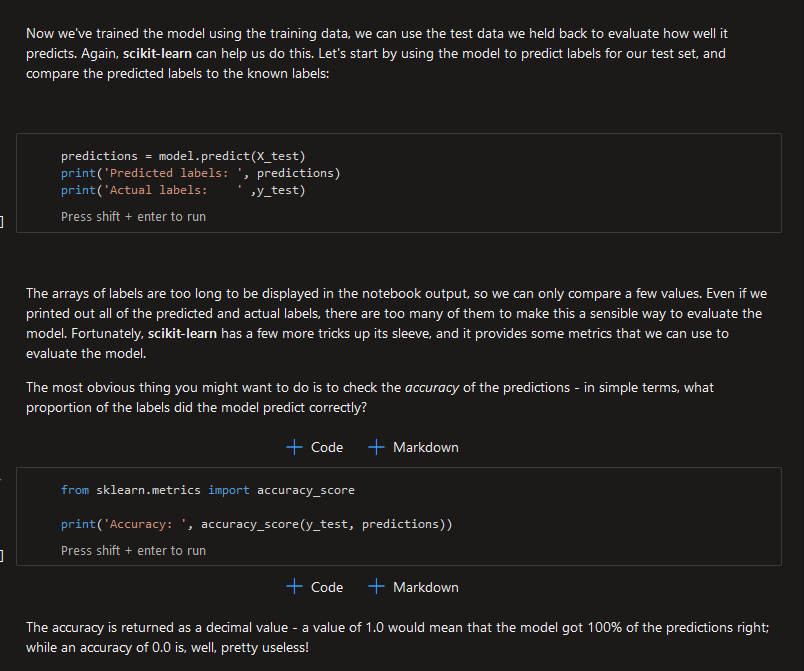 Now we've trained the model using the training data, we can use the test data we held back to evaluate how well it
predicts. Again, scikit-learn can help us do this. Let's start by using the model to predict labels for our test set, and
compare the predicted labels to the known labels:
predictions = model.predict(X_test)
print('Predicted labels: ', predictions)
print('Actual labels:    ' ,y_test)
Press shift + enter to run
]
The arrays of labels are too long to be displayed in the notebook output, so we can only compare a few values. Even if we
printed out all of the predicted and actual labels, there are too many of them to make this a sensible way to evaluate the
model. Fortunately, scikit-learn has a few more tricks up its sleeve, and it provides some metrics that we can use to
evaluate the model.
The most obvious thing you might want to do is to check the accuracy of the predictions - in simple terms, what
proportion of the labels did the model predict correctly?
+ Code + Markdown
from sklearn.metrics import accuracy_score
print('Accuracy: ', accuracy_score(y_test, predictions))
Press shift + enter to run
]
+ Code + Markdown
The accuracy is returned as a decimal value - a value of 1.0 would mean that the model got 100% of the predictions right;
while an accuracy of 0.0 is, well, pretty useless!